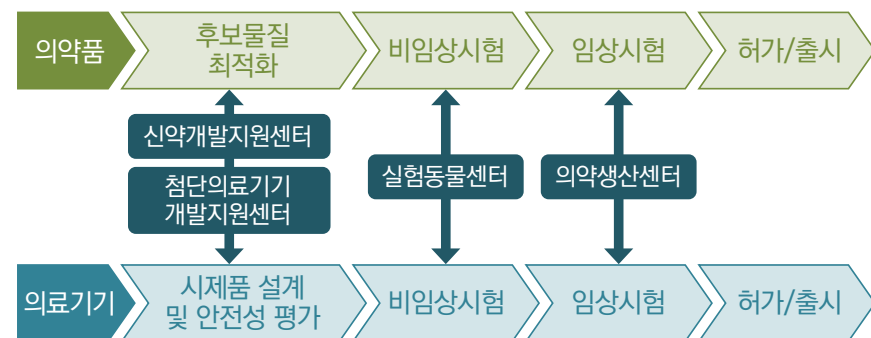 의약품
후보물질
최적화
비임상시험
임상시험
허가/출시
신약개발지원센터
첨단의료기기
개발지원센터
실험동물센터
의약생산센터
의료기기
시제품 설계
및 안전성 평가
비임상시험
임상시험
허가/출시